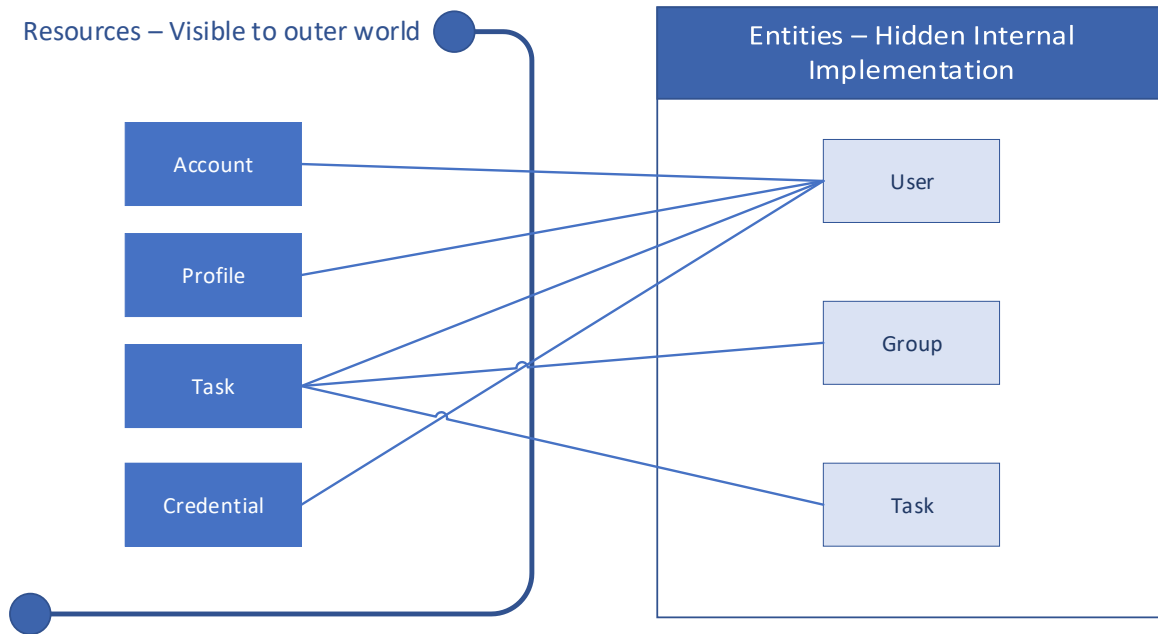 Resources – Visible to outer world
Entities – Hidden Internal
Implementation
Account
User
Profile
Group
Task
Credential
Task